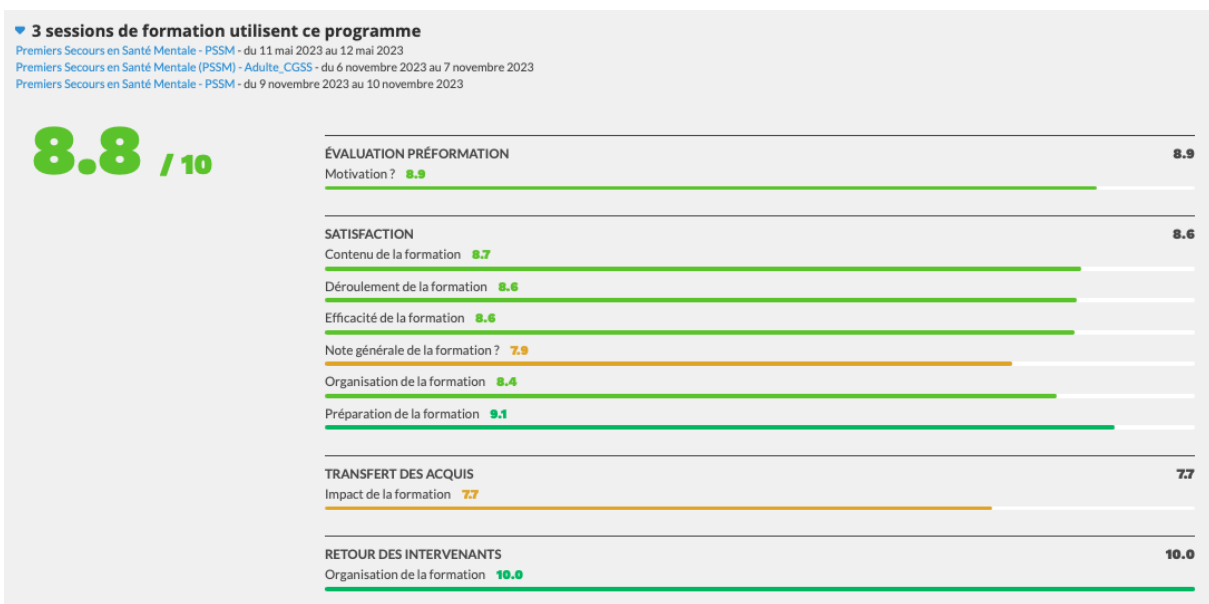 3 sessions de formation utilisent ce programme
Premiers Secours en Santé Mentale - PSSM - du 11 mai 2023 au 12 mai 2023
Premiers Secours en Santé Mentale (PSSM) - Adulte_CGSS - du 6 novembre 2023 au 7 novembre 2023
Premiers Secours en Santé Mentale - PSSM - du 9 novembre 2023 au 10 novembre 2023
8.8 / 10
ÉVALUATION PRÉFORMATION 8.9
Motivation ? 8.9
SATISFACTION 8.6
Contenu de la formation 8.7
Déroulement de la formation 8.6
Efficacité de la formation 8.6
Note générale de la formation ? 7.9
Organisation de la formation 8.4
Préparation de la formation 9.1
TRANSFERT DES ACQUIS 7.7
Impact de la formation 7.7
RETOUR DES INTERVENANTS 10.0
Organisation de la formation 10.0